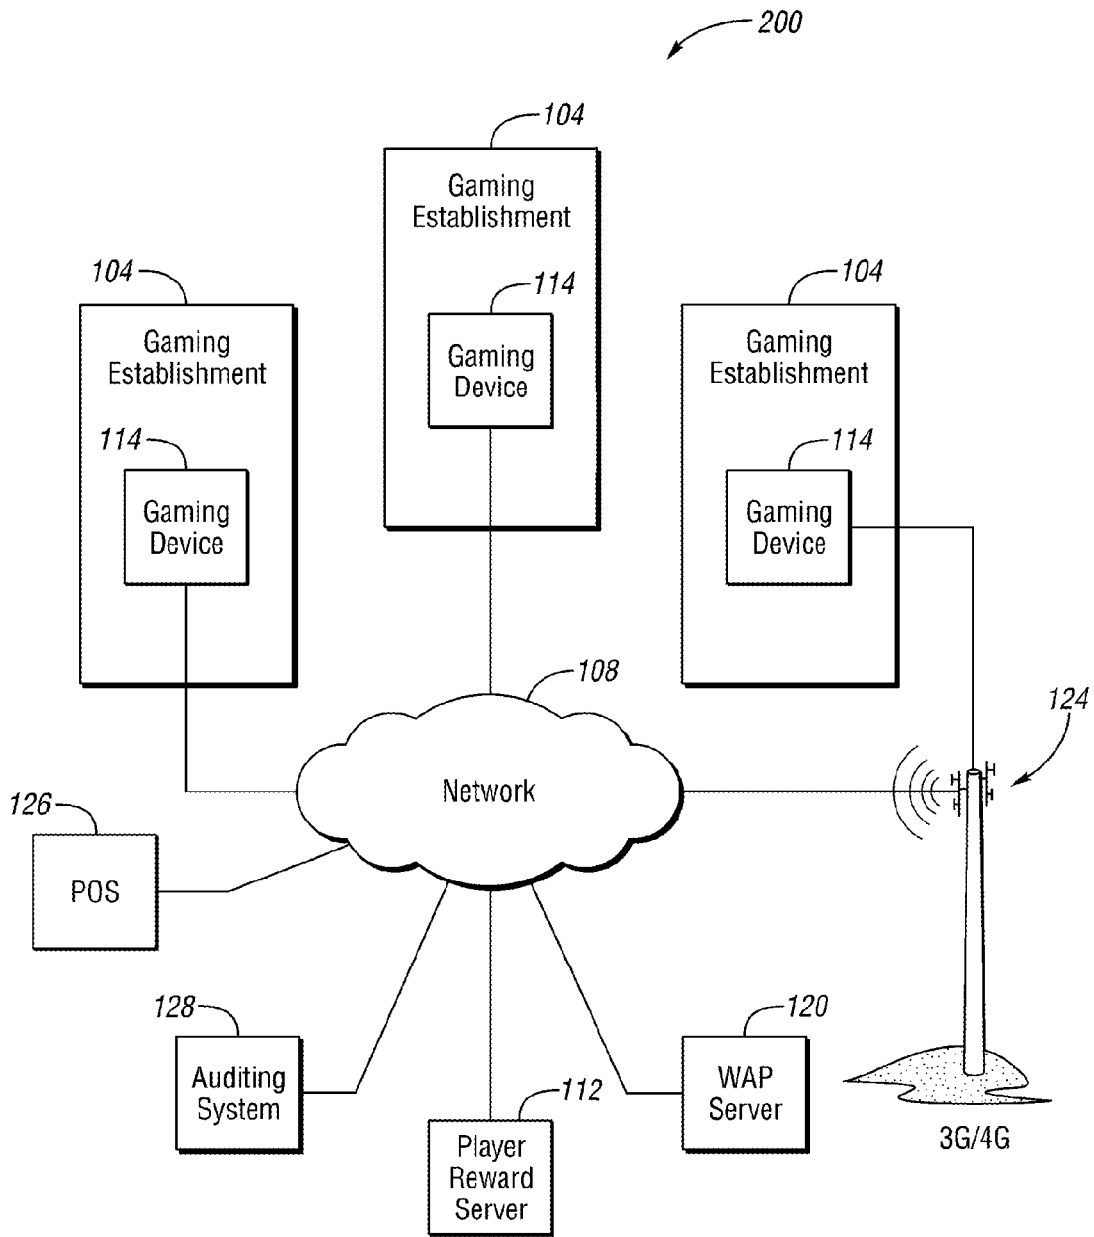 200
104
Gaming
Establishment
114
Gaming
Device
104
Gaming
Establishment
114
Gaming
Device
104
Gaming
Establishment
114
Gaming
Device
108
Network
124
126
POS
128
Auditing
System
112
Player
Reward
Server
120
WAP
Server
3G/4G